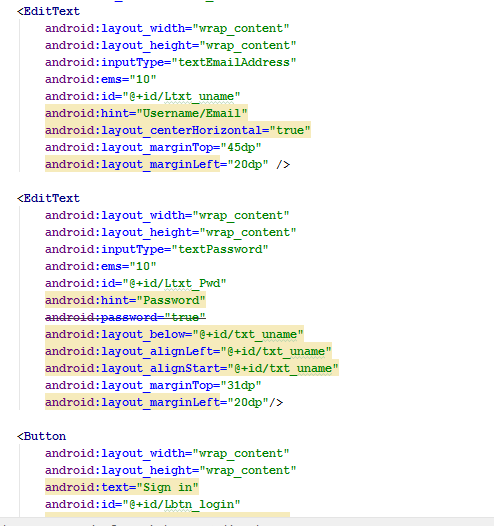 <EditText
android:layout_width="wrap_content"
android:layout_height="wrap_content"
android:inputType="textEmailAddress"
android:ems="10"
android:id="@+id/Ltxt_uname"
android:hint="Username/Email"
android:layout_centerHorizontal="true"
android:layout_marginTop="45dp"
android:layout_marginLeft="20dp" />
<EditText
android:layout_width="wrap_content"
android:layout_height="wrap_content"
android:inputType="textPassword"
android:ems="10"
android:id="@+id/Ltxt_Pwd"
android:hint="Password"
android:password="true"
android:layout_below="@+id/txt_uname"
android:layout_alignLeft="@+id/txt_uname"
android:layout_alignStart="@+id/txt_uname"
android:layout_marginTop="31dp"
android:layout_marginLeft="20dp"/>
<Button
android:layout_width="wrap_content"
android:layout_height="wrap_content"
android:text="Sign in"
android:id="@+id/Lbtn_login"